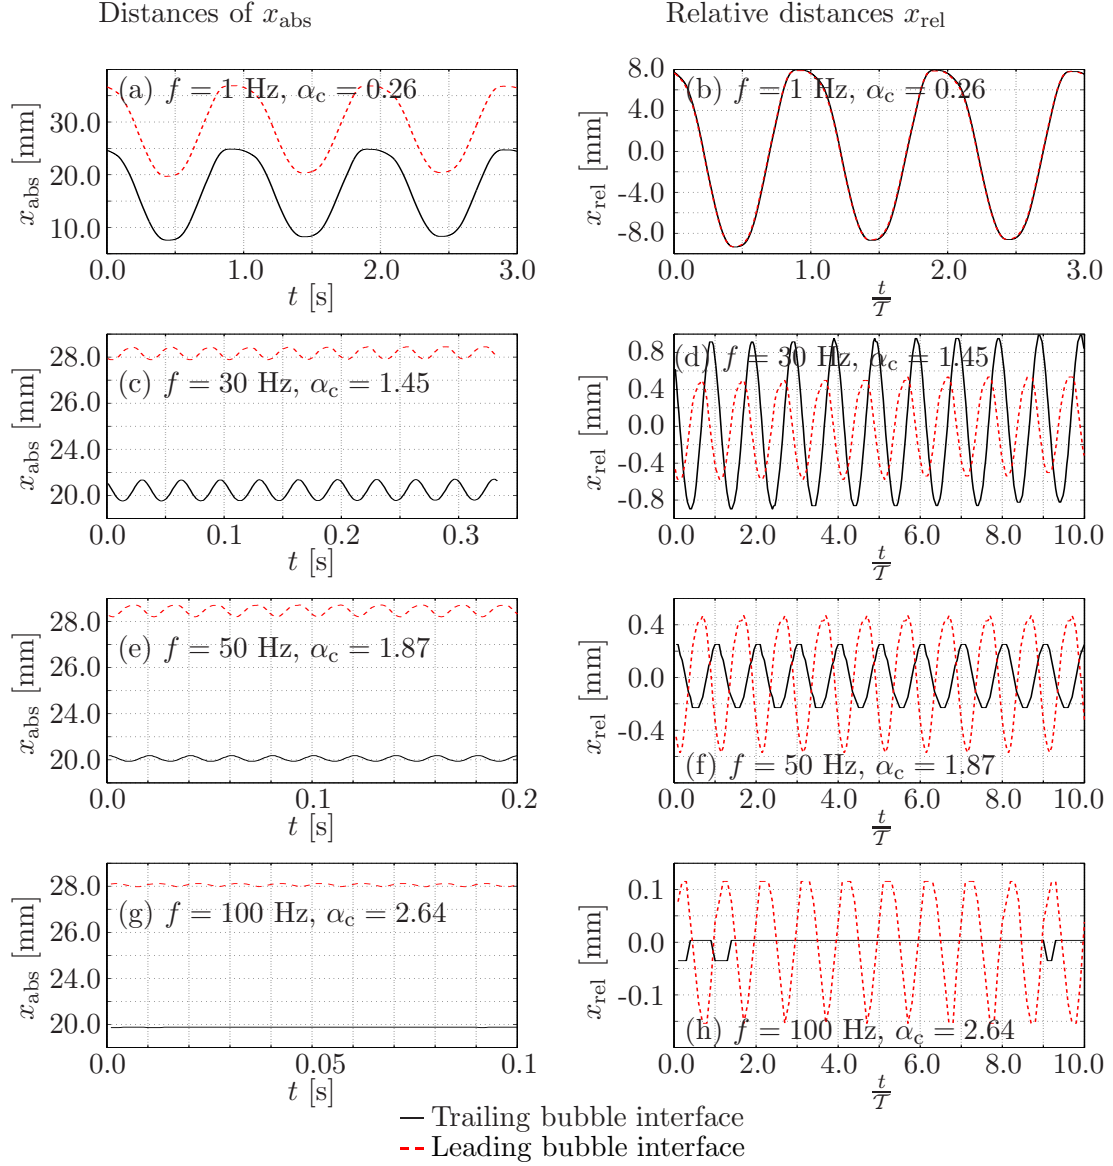 Distances of x_abs
Relative distances x_rel
(a) f = 1 Hz, α_c = 0.26
x_abs [mm]
30.0
20.0
10.0
0.0 1.0 2.0 3.0
t [s]
(b) f = 1 Hz, α_c = 0.26
x_rel [mm]
8.0
4.0
0.0
-4.0
-8.0
0.0 1.0 2.0 3.0
t/T
(c) f = 30 Hz, α_c = 1.45
x_abs [mm]
28.0
26.0
24.0
22.0
20.0
0.0 0.1 0.2 0.3
t [s]
(d) f = 30 Hz, α_c = 1.45
x_rel [mm]
0.8
0.4
0.0
-0.4
-0.8
0.0 2.0 4.0 6.0 8.0 10.0
t/T
(e) f = 50 Hz, α_c = 1.87
x_abs [mm]
28.0
26.0
24.0
22.0
20.0
0.0 0.1 0.2
t [s]
(f) f = 50 Hz, α_c = 1.87
x_rel [mm]
0.4
0.0
-0.4
0.0 2.0 4.0 6.0 8.0 10.0
t/T
(g) f = 100 Hz, α_c = 2.64
x_abs [mm]
28.0
26.0
24.0
22.0
20.0
0.0 0.05 0.1
t [s]
(h) f = 100 Hz, α_c = 2.64
x_rel [mm]
0.1
0.0
-0.1
0.0 2.0 4.0 6.0 8.0 10.0
t/T
Trailing bubble interface
Leading bubble interface